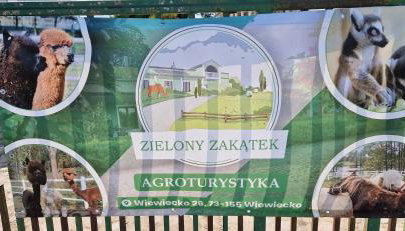 ZIELONY ZAKĄTEK
AGROTURYSTYKA
Wiewiecko 26, 73-155 Wiewiecko